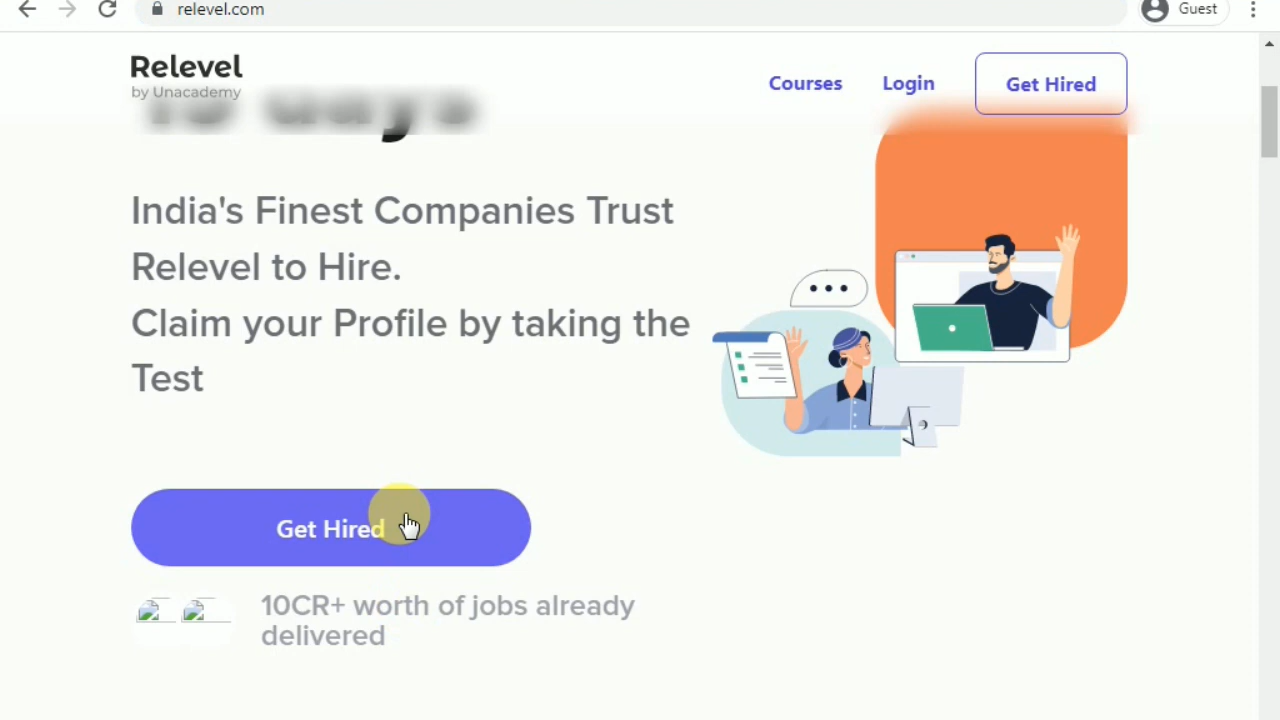 relevel.com
Guest
Relevel
by Unacademy
Courses
Login
Get Hired
days
India's Finest Companies Trust
Relevel to Hire.
Claim your Profile by taking the
Test
Get Hired
10CR+ worth of jobs already
delivered